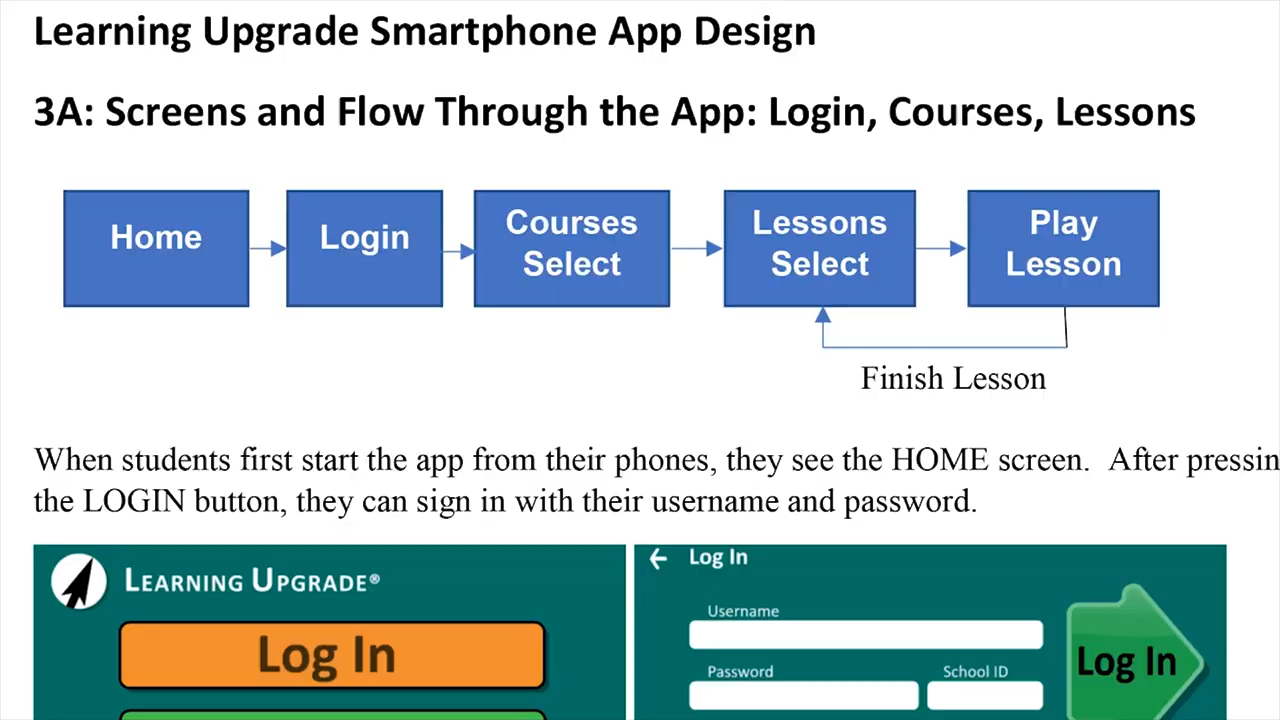 Learning Upgrade Smartphone App Design
3A: Screens and Flow Through the App: Login, Courses, Lessons
Home
Login
Courses
Select
Lessons
Select
Play
Lesson
Finish Lesson
When students first start the app from their phones, they see the HOME screen. After pressin
the LOGIN button, they can sign in with their username and password.
LEARNING UPGRADE®
Log In
Log In
Username
Password
School ID
Log In